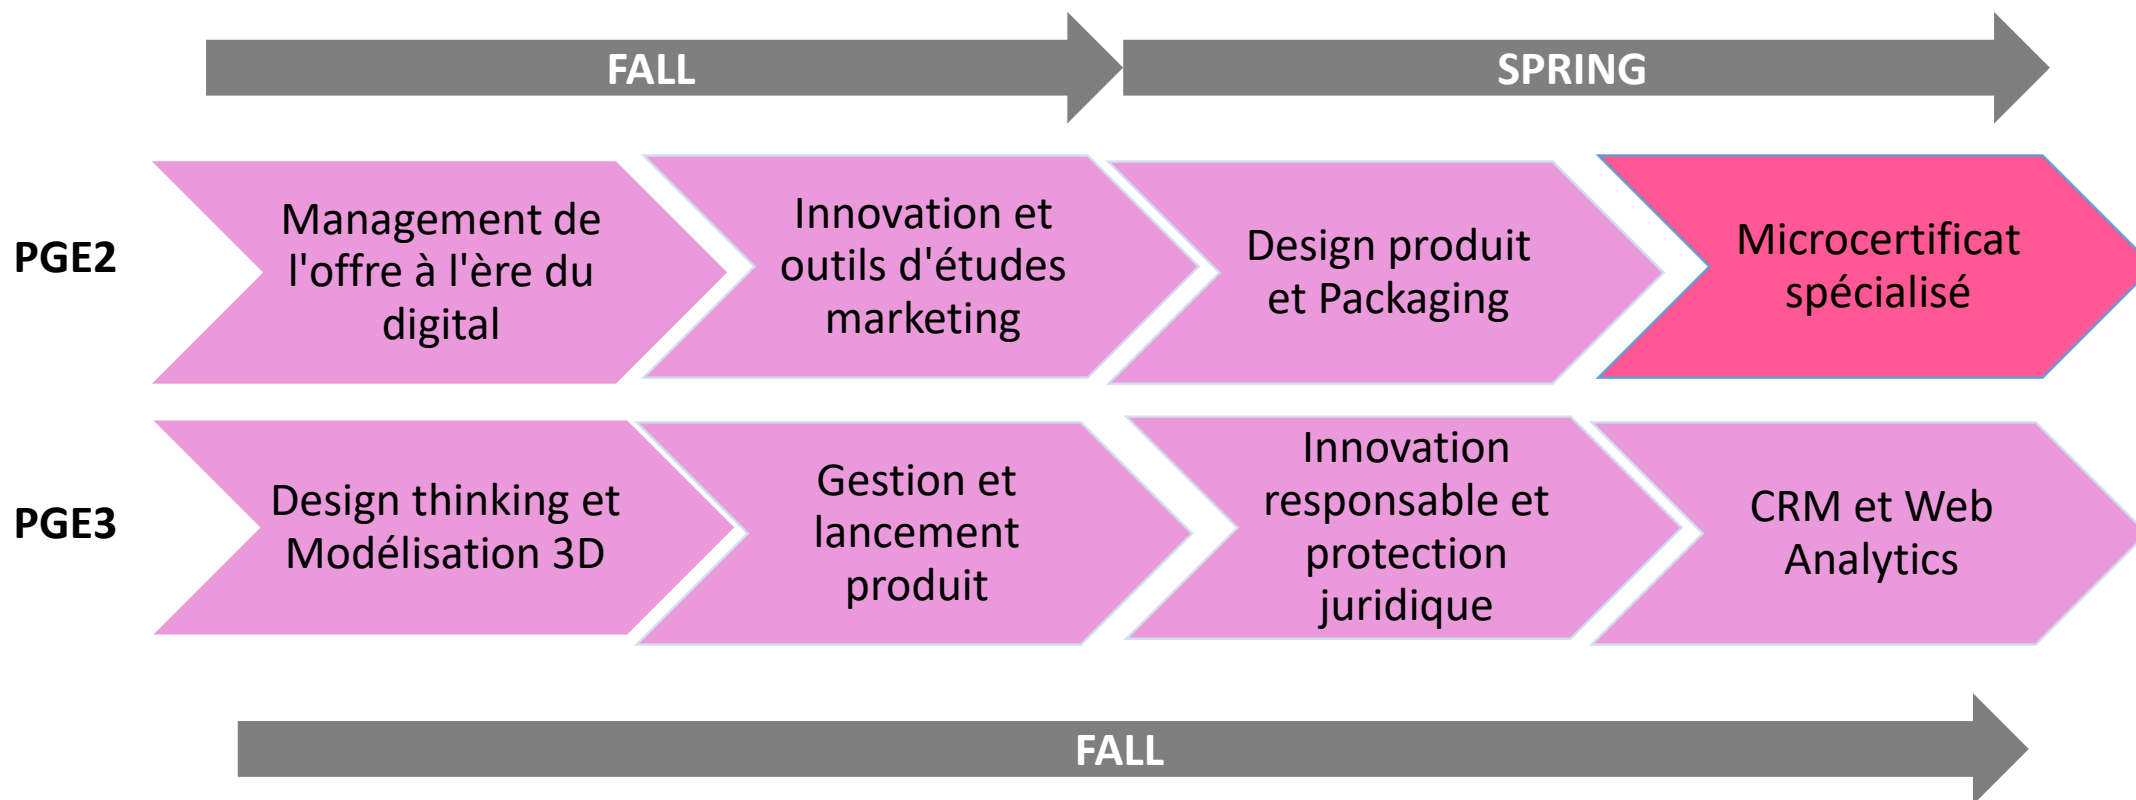 FALL
SPRING
PGE2
Management de
l'offre à l'ère du
digital
Innovation et
outils d'études
marketing
Design produit
et Packaging
Microcertificat
spécialisé
PGE3
Design thinking et
Modélisation 3D
Gestion et
lancement
produit
Innovation
responsable et
protection
juridique
CRM et Web
Analytics
FALL